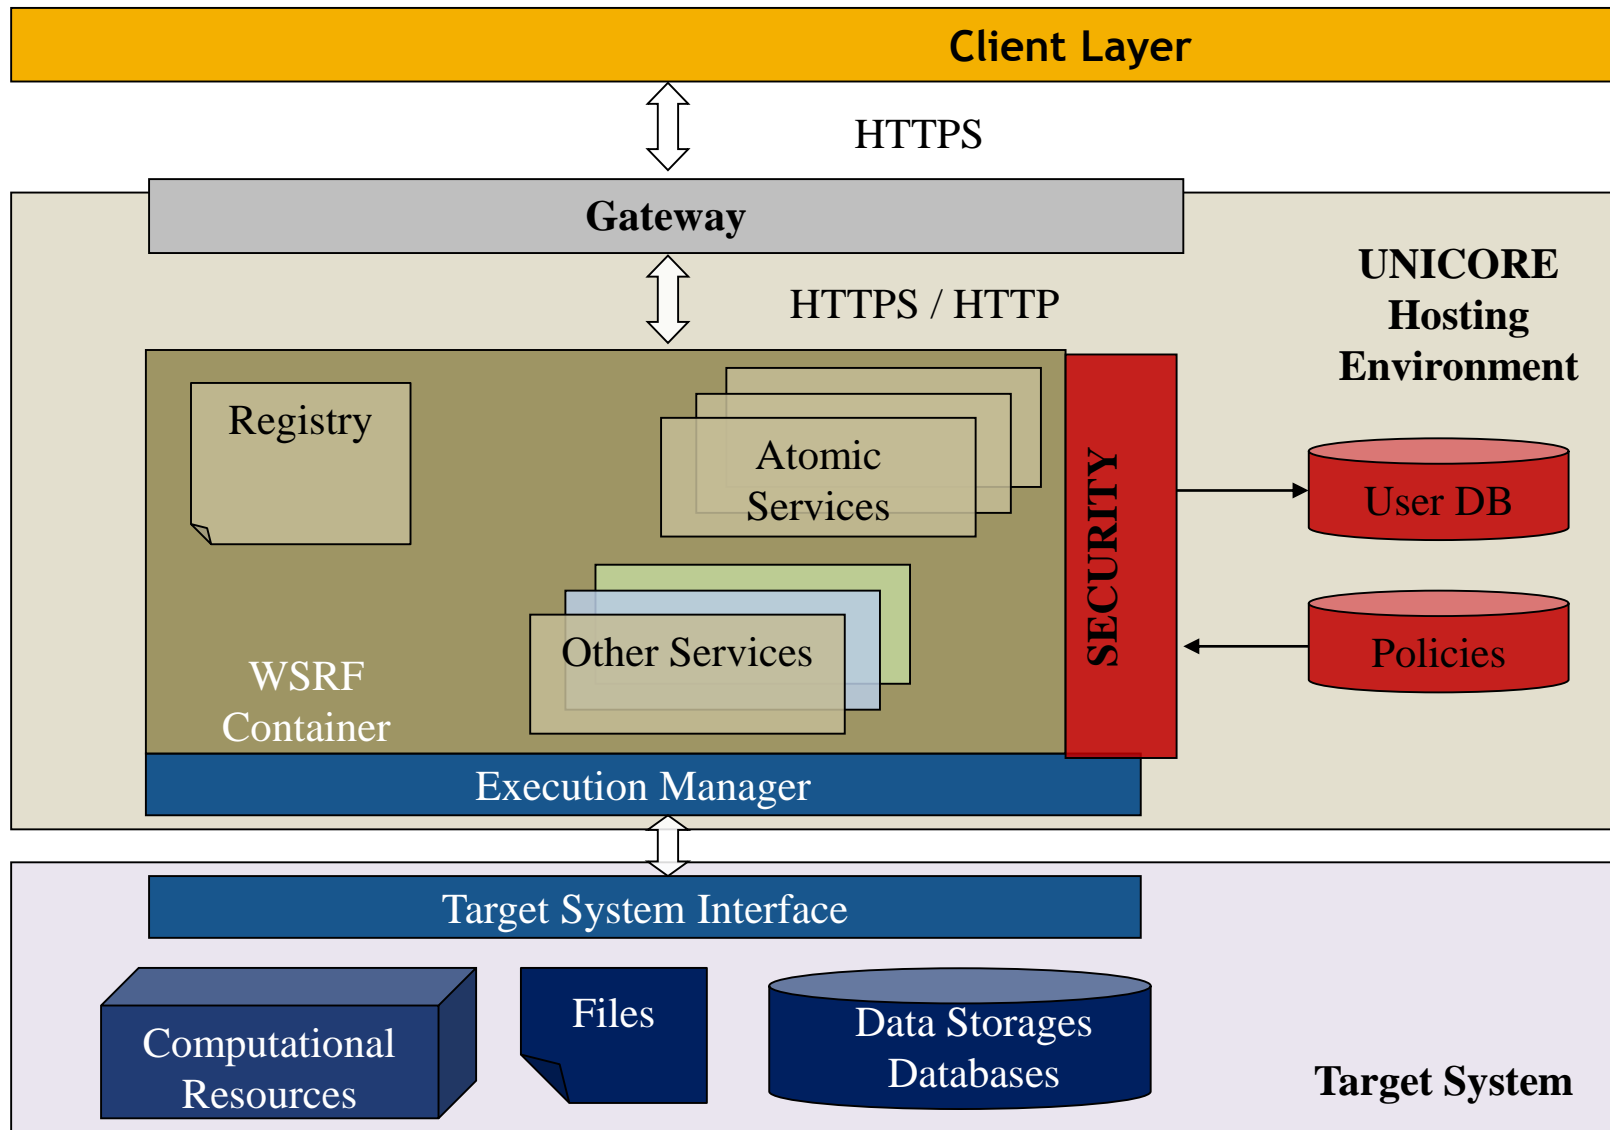 Client Layer
HTTPS
Gateway
UNICORE
Hosting
Environment
HTTPS / HTTP
Registry
Atomic
Services
SECURITY
User DB
Other Services
Policies
WSRF
Container
Execution Manager
Target System Interface
Computational
Resources
Files
Data Storages
Databases
Target System